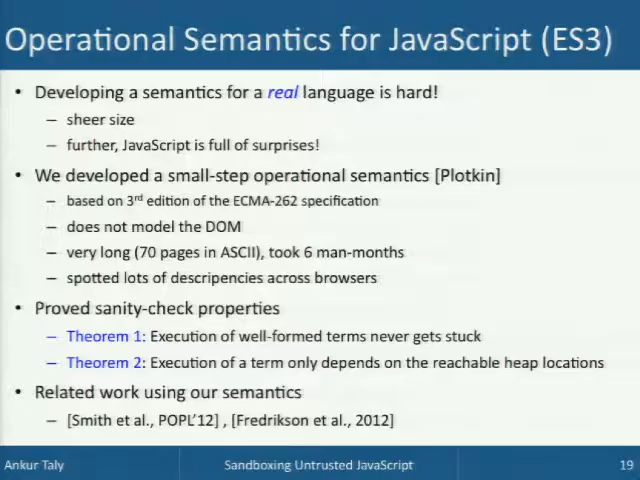 Operational Semantics for JavaScript (ES3)
• Developing a semantics for a real language is hard!
– sheer size
– further, JavaScript is full of surprises!
• We developed a small-step operational semantics [Plotkin]
– based on 3rd edition of the ECMA-262 specification
– does not model the DOM
– very long (70 pages in ASCII), took 6 man-months
– spotted lots of descripencies across browsers
• Proved sanity-check properties
– Theorem 1: Execution of well-formed terms never gets stuck
– Theorem 2: Execution of a term only depends on the reachable heap locations
• Related work using our semantics
– [Smith et al., POPL'12] , [Fredrikson et al., 2012]
Ankur Taly Sandboxing Untrusted JavaScript 19